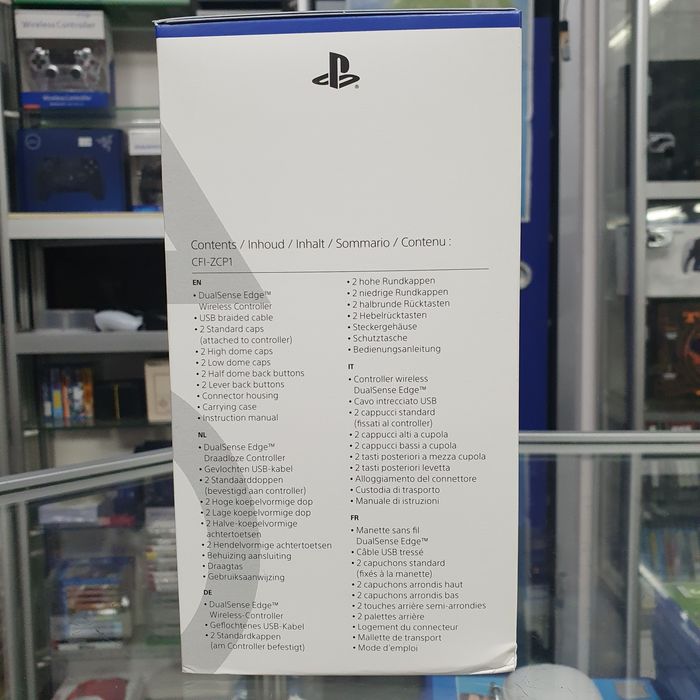 Wireless Controller
Wireless Controller
Contents / Inhoud / Inhalt / Sommario / Contenu :
CFI-ZCP1
EN
• DualSense Edge™
Wireless Controller
• USB braided cable
• 2 Standard caps
(attached to controller)
• 2 High dome caps
• 2 Low dome caps
• 2 Half dome back buttons
• 2 Lever back buttons
• Connector housing
• Carrying case
• Instruction manual
NL
• DualSense Edge™
Draadloze Controller
• Gevlochten USB-kabel
• 2 Standaarddoppen
(bevestigd aan controller)
• 2 Hoge koepelvormige dop
• 2 Lage koepelvormige dop
• 2 Halve-koepelvormige
achtertoetsen
• 2 Hendelvormige achtertoetsen
• Behuizing aansluiting
• Draagtas
• Gebruiksaanwijzing
DE
• DualSense Edge™
Wireless-Controller
• Geflochtenes USB-Kabel
• 2 Standardkappen
(am Controller befestigt)
• 2 hohe Rundkappen
• 2 niedrige Rundkappen
• 2 halbrunde Rücktasten
• 2 Hebelrücktasten
• Steckergehäuse
• Schutztasche
• Bedienungsanleitung
IT
• Controller wireless
DualSense Edge™
• Cavo intrecciato USB
• 2 cappucci standard
(fissati al controller)
• 2 cappucci alti a cupola
• 2 cappucci bassi a cupola
• 2 tasti posteriori a mezza cupola
• 2 tasti posteriori levetta
• Alloggiamento del connettore
• Custodia di trasporto
• Manuale di istruzioni
FR
• Manette sans fil
DualSense Edge™
• Câble USB tressé
• 2 capuchons standard
(fixés à la manette)
• 2 capuchons arrondis haut
• 2 capuchons arrondis bas
• 2 touches arrière semi-arrondies
• 2 palettes arrière
• Logement du connecteur
• Mallette de transport
• Mode d'emploi